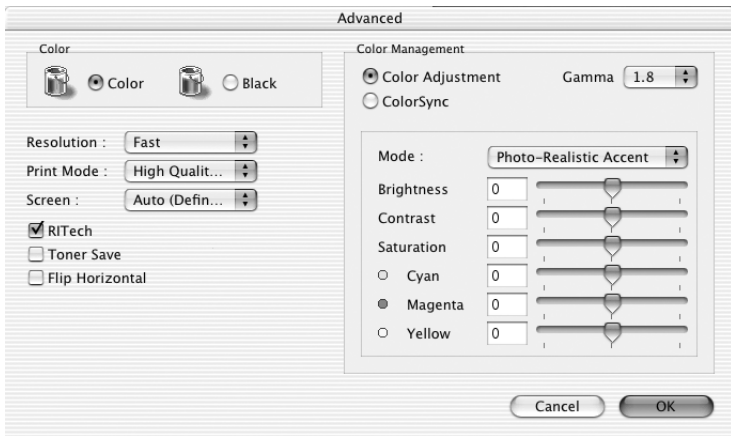 Advanced
Color
Color
Black
Resolution :
Fast
Print Mode :
High Qualit...
Screen :
Auto (Defin...
RITech
Toner Save
Flip Horizontal
Color Management
Color Adjustment
Gamma
1.8
ColorSync
Mode :
Photo-Realistic Accent
Brightness
0
Contrast
0
Saturation
0
Cyan
0
Magenta
0
Yellow
0
Cancel
OK